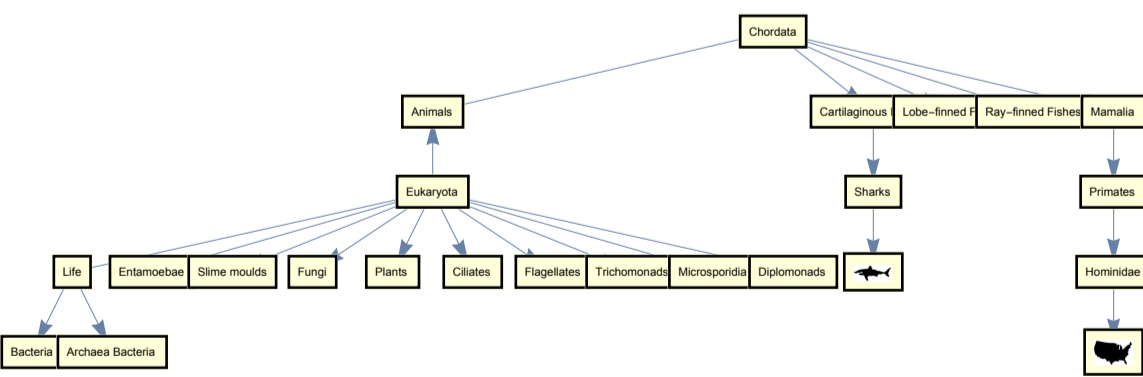 Chordata
Animals
Cartilaginous
Lobe–finned F
Ray–finned Fishes
Mamalia
Eukaryota
Sharks
Primates
Life
Entamoebae
Slime moulds
Fungi
Plants
Ciliates
Flagellates
Trichomonads
Microsporidia
Diplomonads
Hominidae
Bacteria
Archaea Bacteria